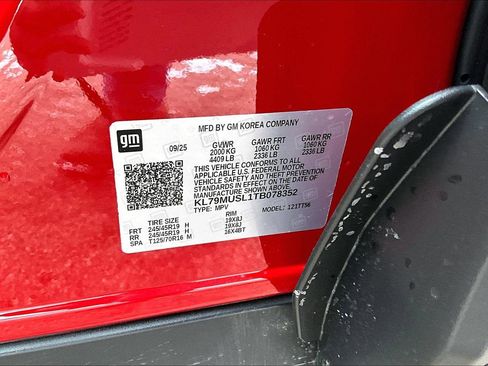 MFD BY GM KOREA COMPANY
gm
09/25
GVWR GAWR FRT GAWR RR
2000 KG 1060 KG 1060 KG
4409 LB 2336 LB 2336 LB
THIS VEHICLE CONFORMS TO ALL
APPLICABLE U.S. FEDERAL MOTOR
VEHICLE SAFETY AND THEFT PREVENTION
STANDARDS IN EFFECT ON THE DATE OF
MANUFACTURE SHOWN ABOVE.
KL79MUSL1TB078352
TYPE: MPV MODEL: 121TT56
TIRE SIZE RIM
FRT 245/45R19 H 19X8J
RR 245/45R19 H 19X8J
SPA T125/70R16 M 16X4BT